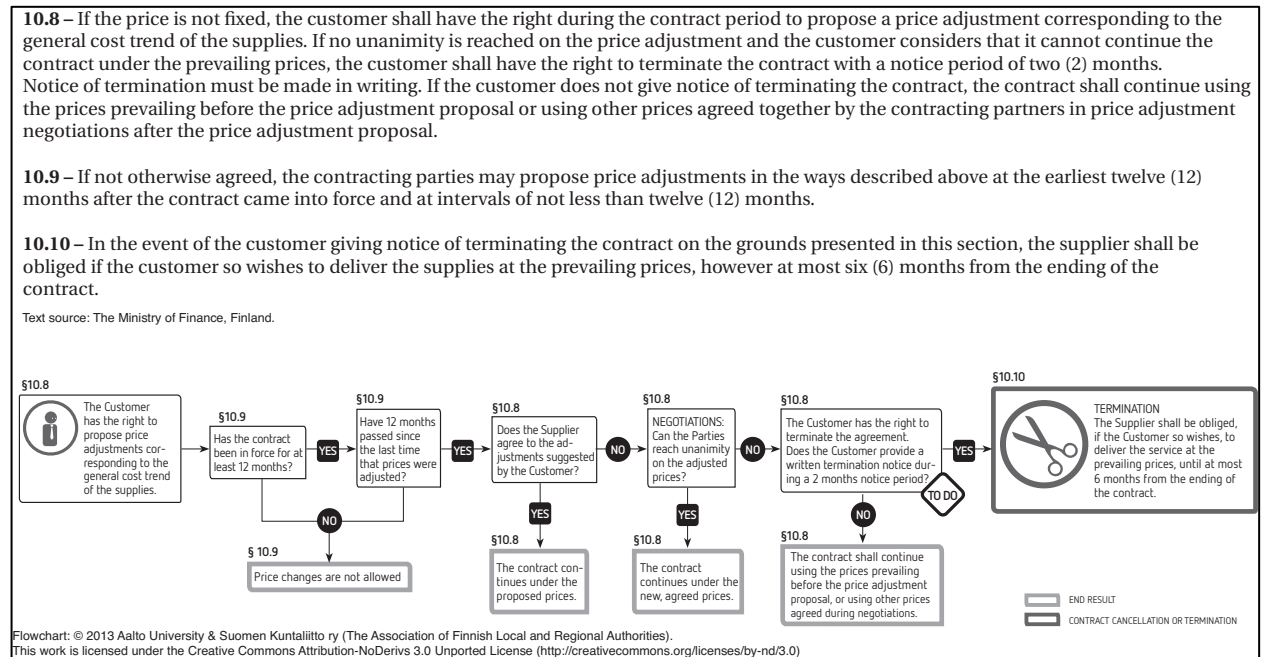 10.8 – If the price is not fixed, the customer shall have the right during the contract period to propose a price adjustment corresponding to the
general cost trend of the supplies. If no unanimity is reached on the price adjustment and the customer considers that it cannot continue the
contract under the prevailing prices, the customer shall have the right to terminate the contract with a notice period of two (2) months.
Notice of termination must be made in writing. If the customer does not give notice of terminating the contract, the contract shall continue using
the prices prevailing before the price adjustment proposal or using other prices agreed together by the contracting partners in price adjustment
negotiations after the price adjustment proposal.
10.9 – If not otherwise agreed, the contracting parties may propose price adjustments in the ways described above at the earliest twelve (12)
months after the contract came into force and at intervals of not less than twelve (12) months.
10.10 – In the event of the customer giving notice of terminating the contract on the grounds presented in this section, the supplier shall be
obliged if the customer so wishes to deliver the supplies at the prevailing prices, however at most six (6) months from the ending of the
contract.
Text source: The Ministry of Finance, Finland.
§10.8
The Customer
has the right to
propose price
adjustments cor-
responding to the
general cost trend
of the supplies.
§10.9
Has the contract
been in force for at
least 12 months?
YES
§10.9
Have 12 months
passed since
the last time
that prices were
adjusted?
NO
§ 10.9
Price changes are not allowed
YES
§10.8
Does the Supplier
agree to the ad-
justments suggested
by the Customer?
YES
§10.8
The contract con-
tinues under the
proposed prices.
NO
§10.8
NEGOTIATIONS:
Can the Parties
reach unanimity
on the adjusted
prices?
YES
§10.8
The contract
continues under the
new, agreed prices.
NO
§10.8
The Customer has the right to
terminate the agreement.
Does the Customer provide a
written termination notice dur-
ing a 2 months notice period?
TO DO
NO
§10.8
The contract shall continue
using the prices prevailing
before the price adjustment
proposal, or using other prices
agreed during negotiations.
YES
§10.10
TERMINATION
The Supplier shall be obliged,
if the Customer so wishes, to
deliver the service at the
prevailing prices, until at most
6 months from the ending of
the contract.
END RESULT
CONTRACT CANCELLATION OR TERMINATION
Flowchart: © 2013 Aalto University & Suomen Kuntaliitto ry (The Association of Finnish Local and Regional Authorities).
This work is licensed under the Creative Commons Attribution-NoDerivs 3.0 Unported License (http://creativecommons.org/licenses/by-nd/3.0)